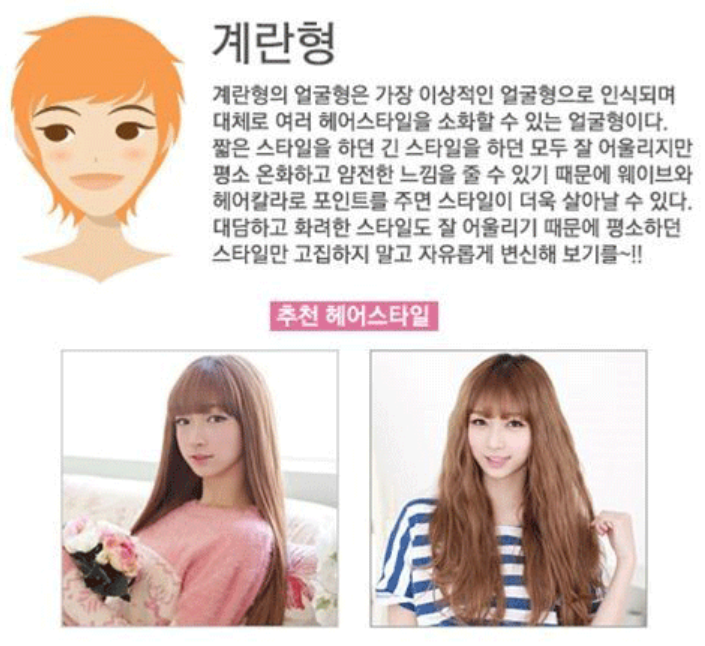 계란형
계란형의 얼굴형은 가장 이상적인 얼굴형으로 인식되며
대체로 여러 헤어스타일을 소화할 수 있는 얼굴형이다.
짧은 스타일을 하던 긴 스타일을 하던 모두 잘 어울리지만
평소 온화하고 얌전한 느낌을 줄 수 있기 때문에 웨이브와
헤어칼라로 포인트를 주면 스타일이 더욱 살아날 수 있다.
대담하고 화려한 스타일도 잘 어울리기 때문에 평소하던
스타일만 고집하지 말고 자유롭게 변신해 보기를~!!
추천 헤어스타일